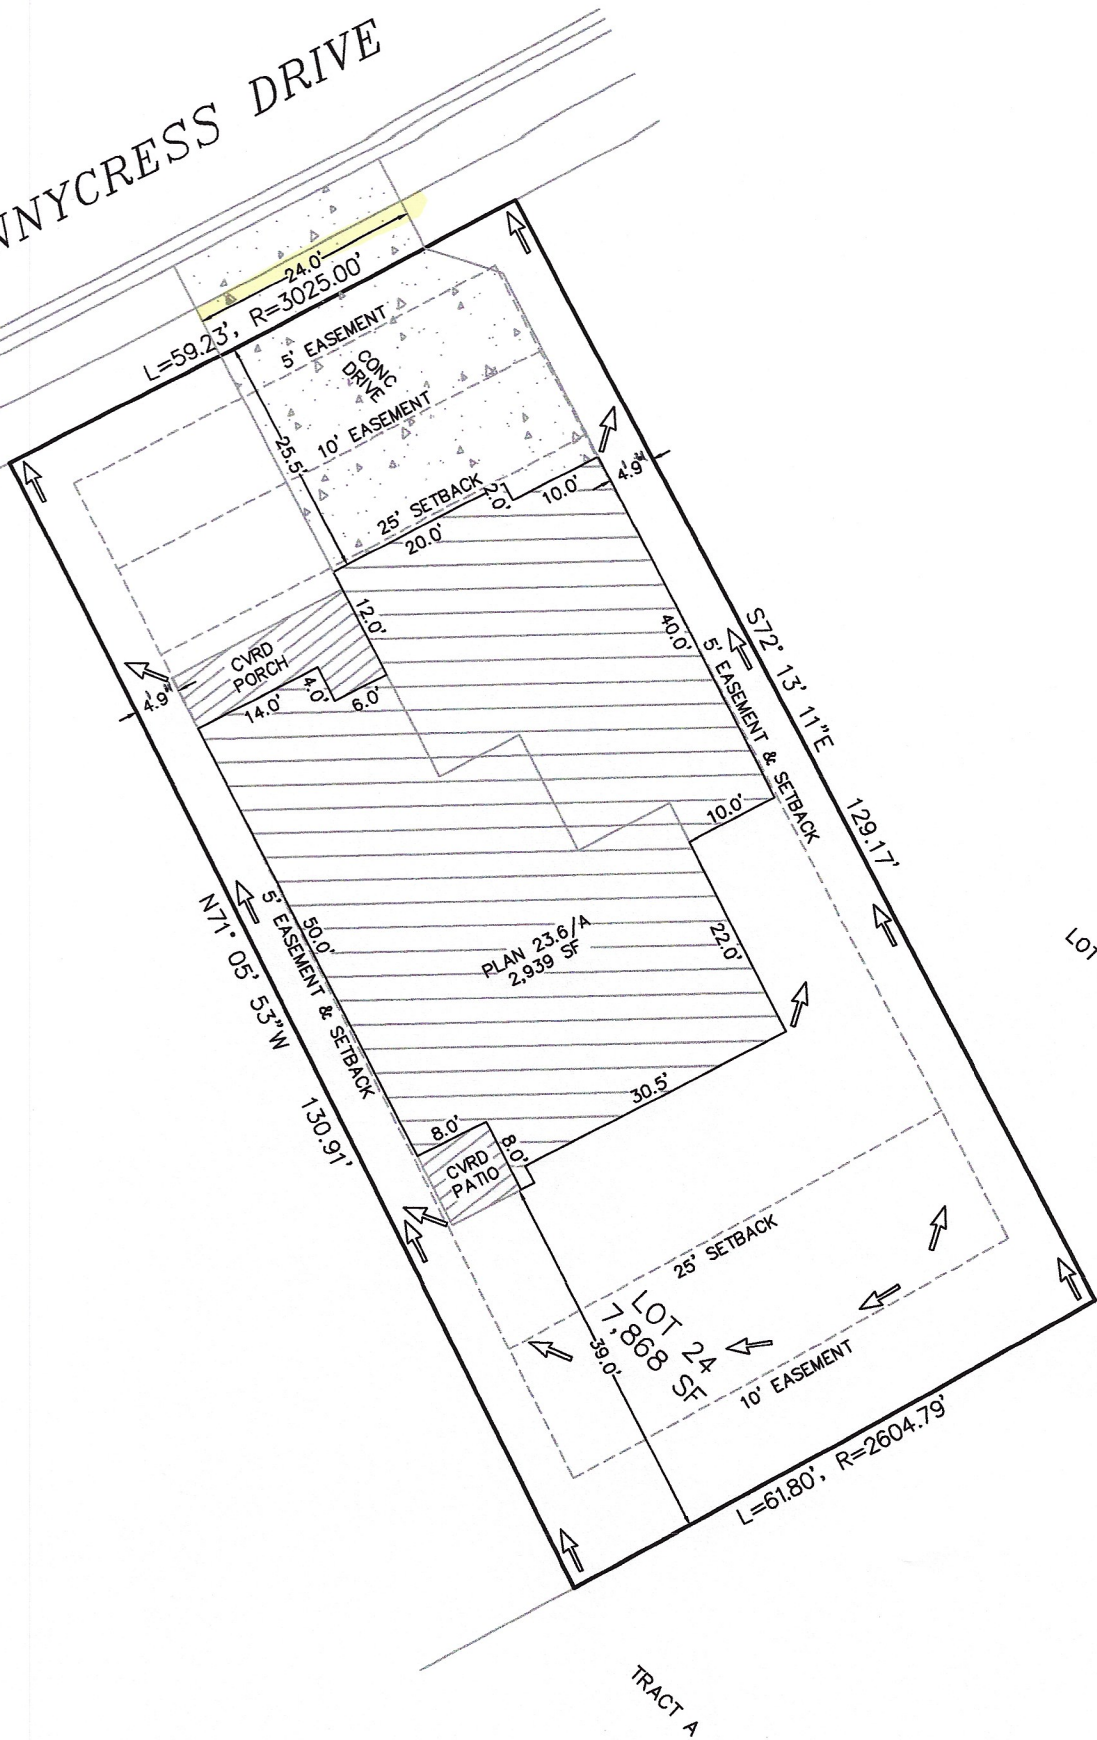 NNYCRESS DRIVE
24.0'
L=59.23', R=3025.00'
5' EASEMENT
CONC
DRIVE
10' EASEMENT
25.5'
25' SETBACK
2.0'
10.0'
4.9'
20.0'
12.0'
CVRD
PORCH
4.0'
14.0'
6.0'
4.9'
40.0'
5' EASEMENT & SETBACK
S72° 13' 11"E
129.17'
10.0'
LOT
PLAN 23.6/A
2,939 SF
22.0'
50.0'
5' EASEMENT & SETBACK
N71° 05' 53"W
130.91'
30.5'
8.0'
8.0'
CVRD
PATIO
25' SETBACK
LOT 24
7,868 SF
39.0'
10' EASEMENT
L=61.80', R=2604.79'
TRACT A